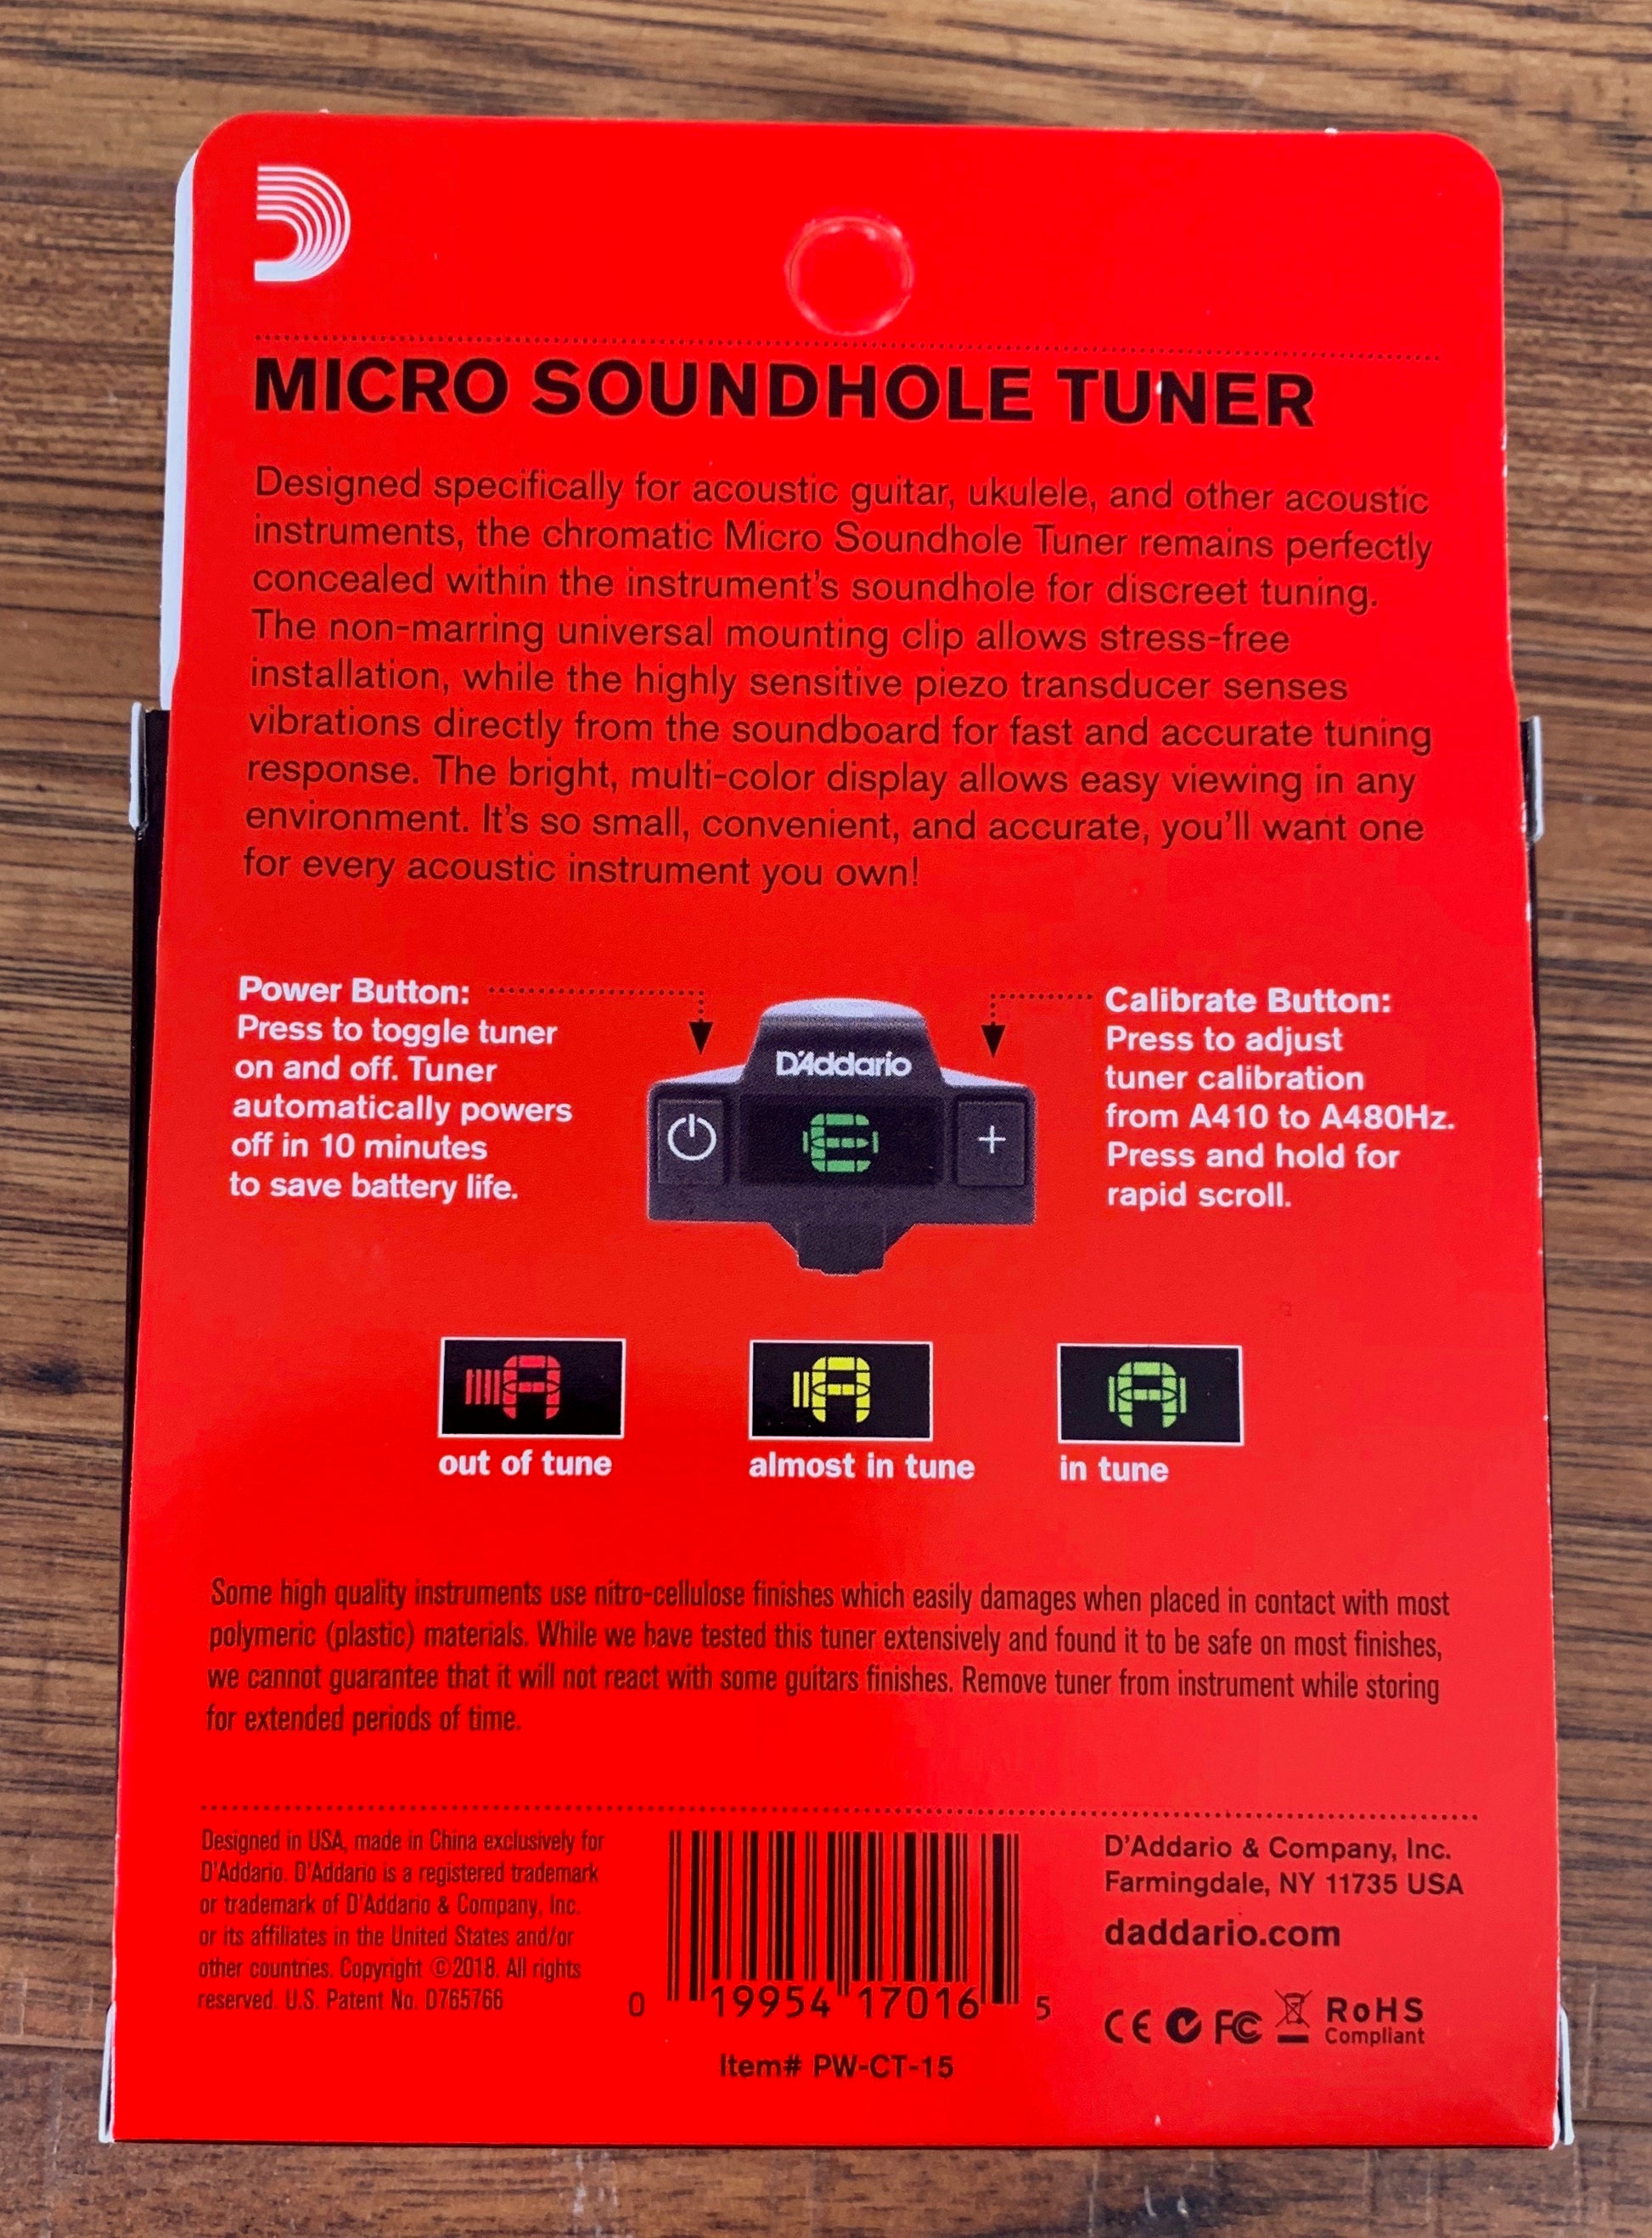 MICRO SOUNDHOLE TUNER
Designed specifically for acoustic guitar, ukulele, and other acoustic
instruments, the chromatic Micro Soundhole Tuner remains perfectly
concealed within the instrument's soundhole for discreet tuning.
The non-marring universal mounting clip allows stress-free
installation, while the highly sensitive piezo transducer senses
vibrations directly from the soundboard for fast and accurate tuning
response. The bright, multi-color display allows easy viewing in any
environment. It's so small, convenient, and accurate, you'll want one
for every acoustic instrument you own!
Power Button:
Press to toggle tuner
on and off. Tuner
automatically powers
off in 10 minutes
to save battery life.
D'Addario
E
+
Calibrate Button:
Press to adjust
tuner calibration
from A410 to A480Hz.
Press and hold for
rapid scroll.
A
out of tune
A
almost in tune
A
in tune
Some high quality instruments use nitro-cellulose finishes which easily damages when placed in contact with most
polymeric (plastic) materials. While we have tested this tuner extensively and found it to be safe on most finishes,
we cannot guarantee that it will not react with some guitars finishes. Remove tuner from instrument while storing
for extended periods of time.
Designed in USA, made in China exclusively for
D'Addario. D'Addario is a registered trademark
or trademark of D'Addario & Company, Inc.
or its affiliates in the United States and/or
other countries. Copyright ©2018. All rights
reserved. U.S. Patent No. D765766
0 19954 17016 5
Item# PW-CT-15
D'Addario & Company, Inc.
Farmingdale, NY 11735 USA
daddario.com
CE FC RoHS
Compliant